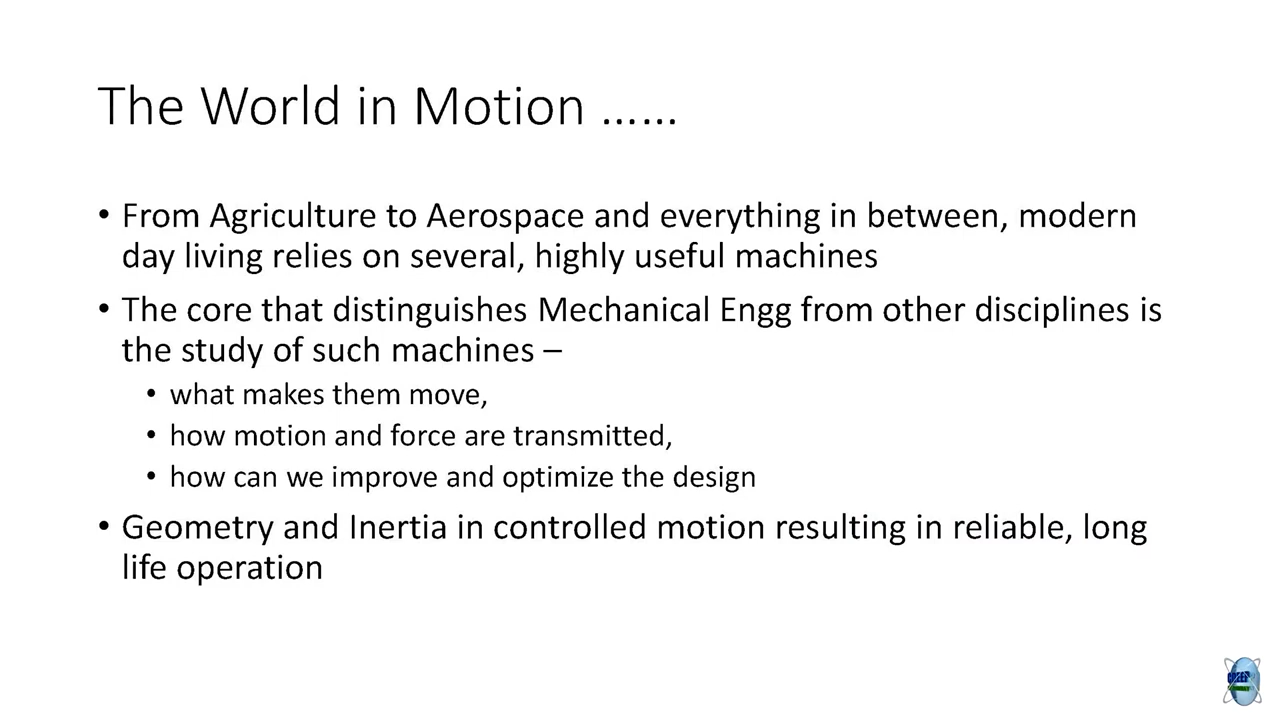 The World in Motion ......
• From Agriculture to Aerospace and everything in between, modern
day living relies on several, highly useful machines
• The core that distinguishes Mechanical Engg from other disciplines is
the study of such machines –
• what makes them move,
• how motion and force are transmitted,
• how can we improve and optimize the design
• Geometry and Inertia in controlled motion resulting in reliable, long
life operation